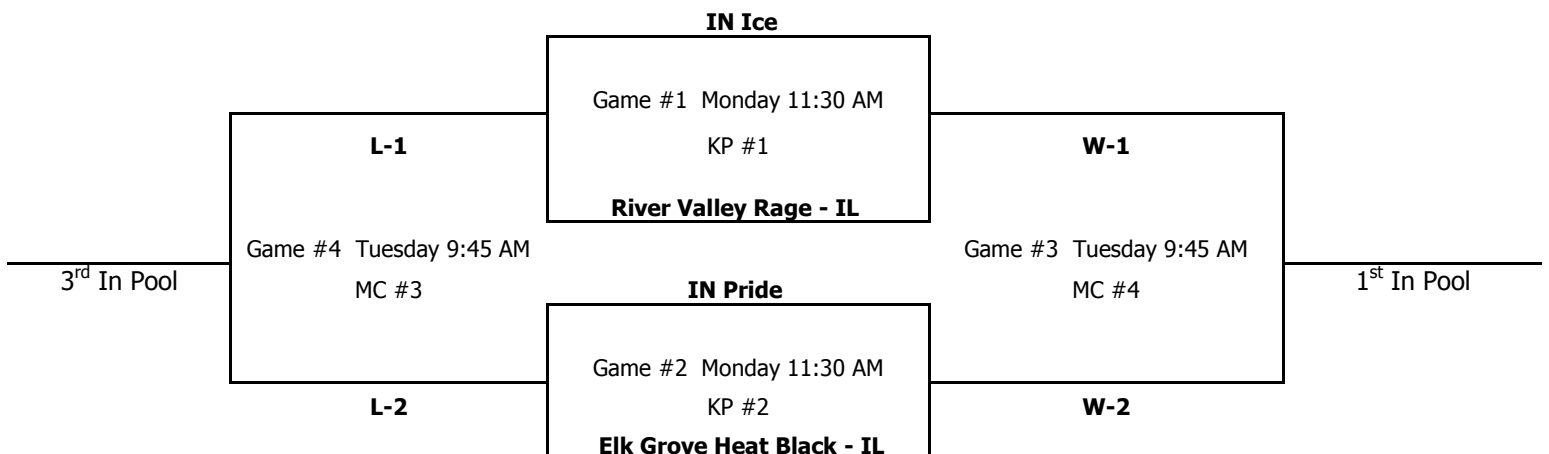 IN Ice
Game #1 Monday 11:30 AM
L-1
KP #1
W-1
River Valley Rage - IL
Game #4 Tuesday 9:45 AM
Game #3 Tuesday 9:45 AM
3rd In Pool
MC #3
IN Pride
MC #4
1st In Pool
Game #2 Monday 11:30 AM
L-2
KP #2
W-2
Elk Grove Heat Black - IL